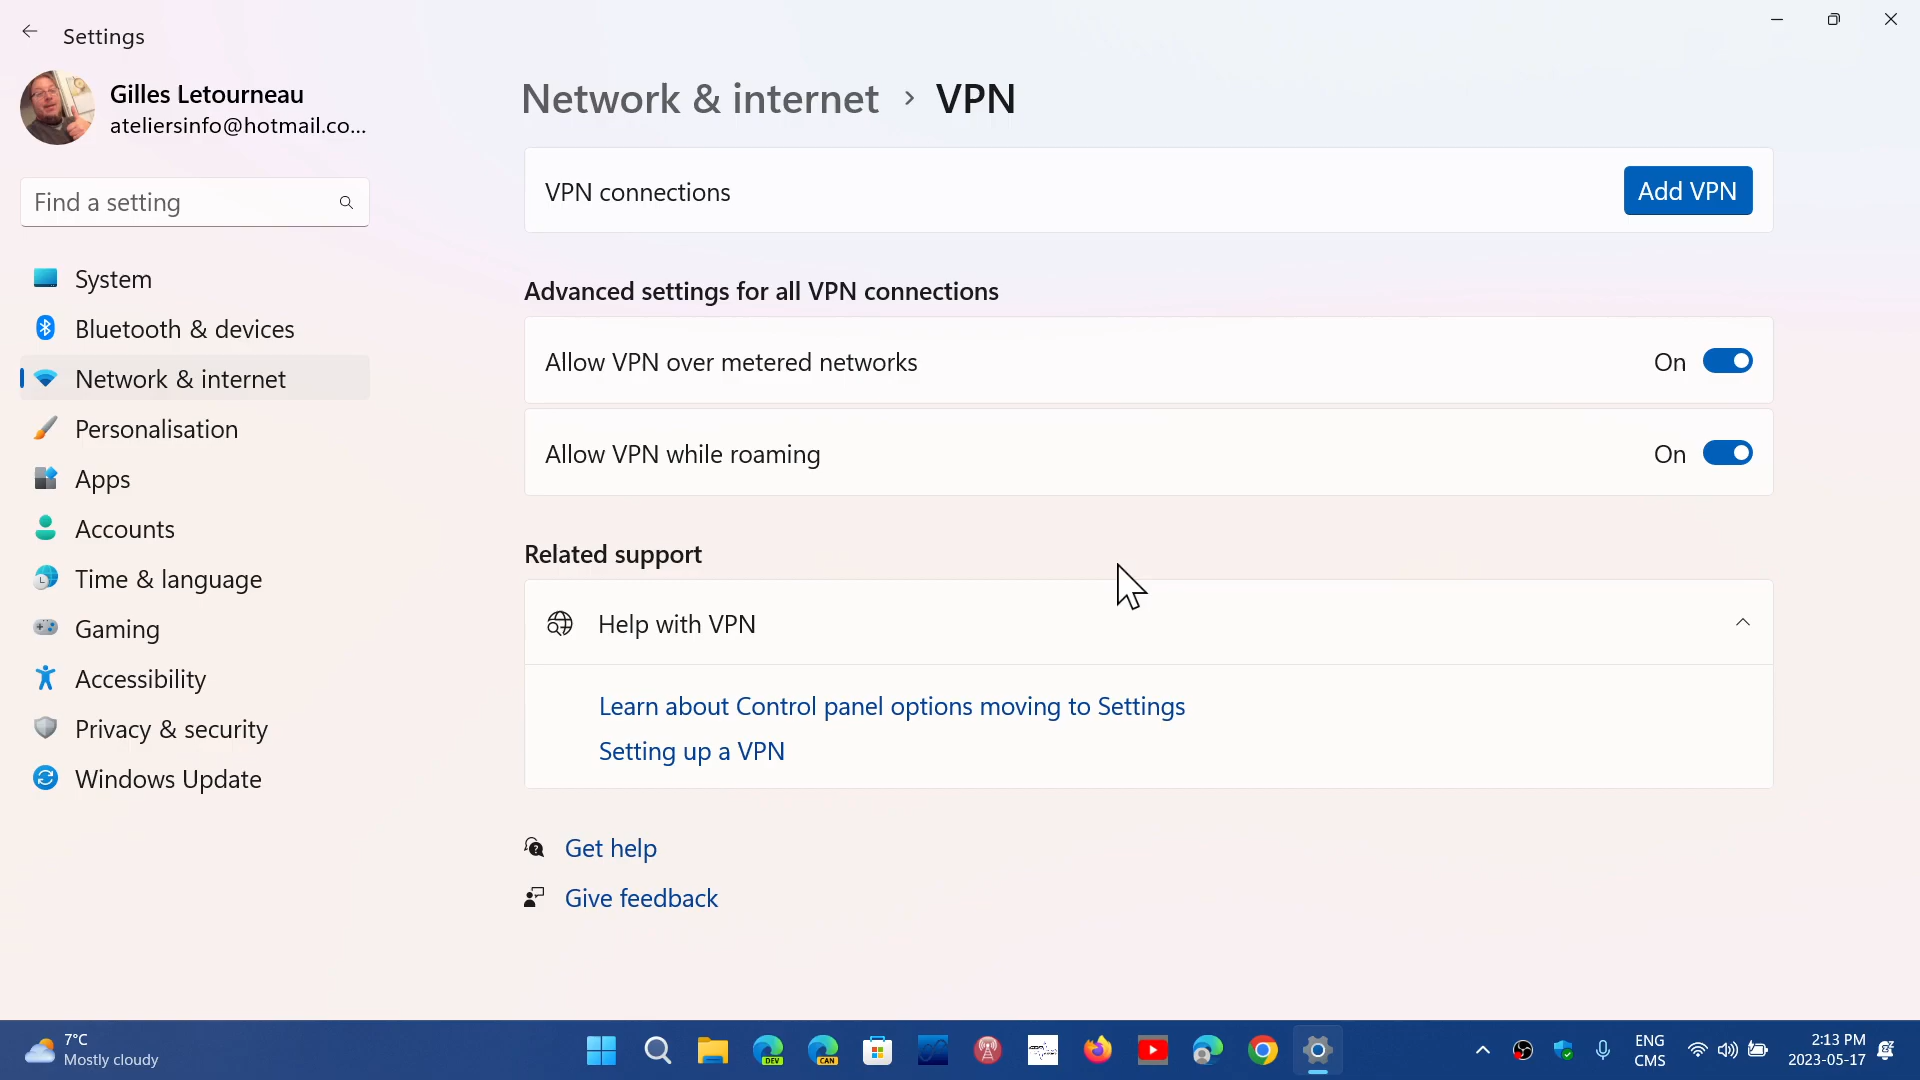 Settings
Gilles Letourneau
ateliersinfo@hotmail.co...
Find a setting
System
Bluetooth & devices
Network & internet
Personalisation
Apps
Accounts
Time & language
Gaming
Accessibility
Privacy & security
Windows Update
Network & internet > VPN
VPN connections
Add VPN
Advanced settings for all VPN connections
Allow VPN over metered networks
On
Allow VPN while roaming
On
Related support
Help with VPN
Learn about Control panel options moving to Settings
Setting up a VPN
Get help
Give feedback
7°C
Mostly cloudy
DEV
CAN
ENG
CMS
2:13 PM
2023-05-17